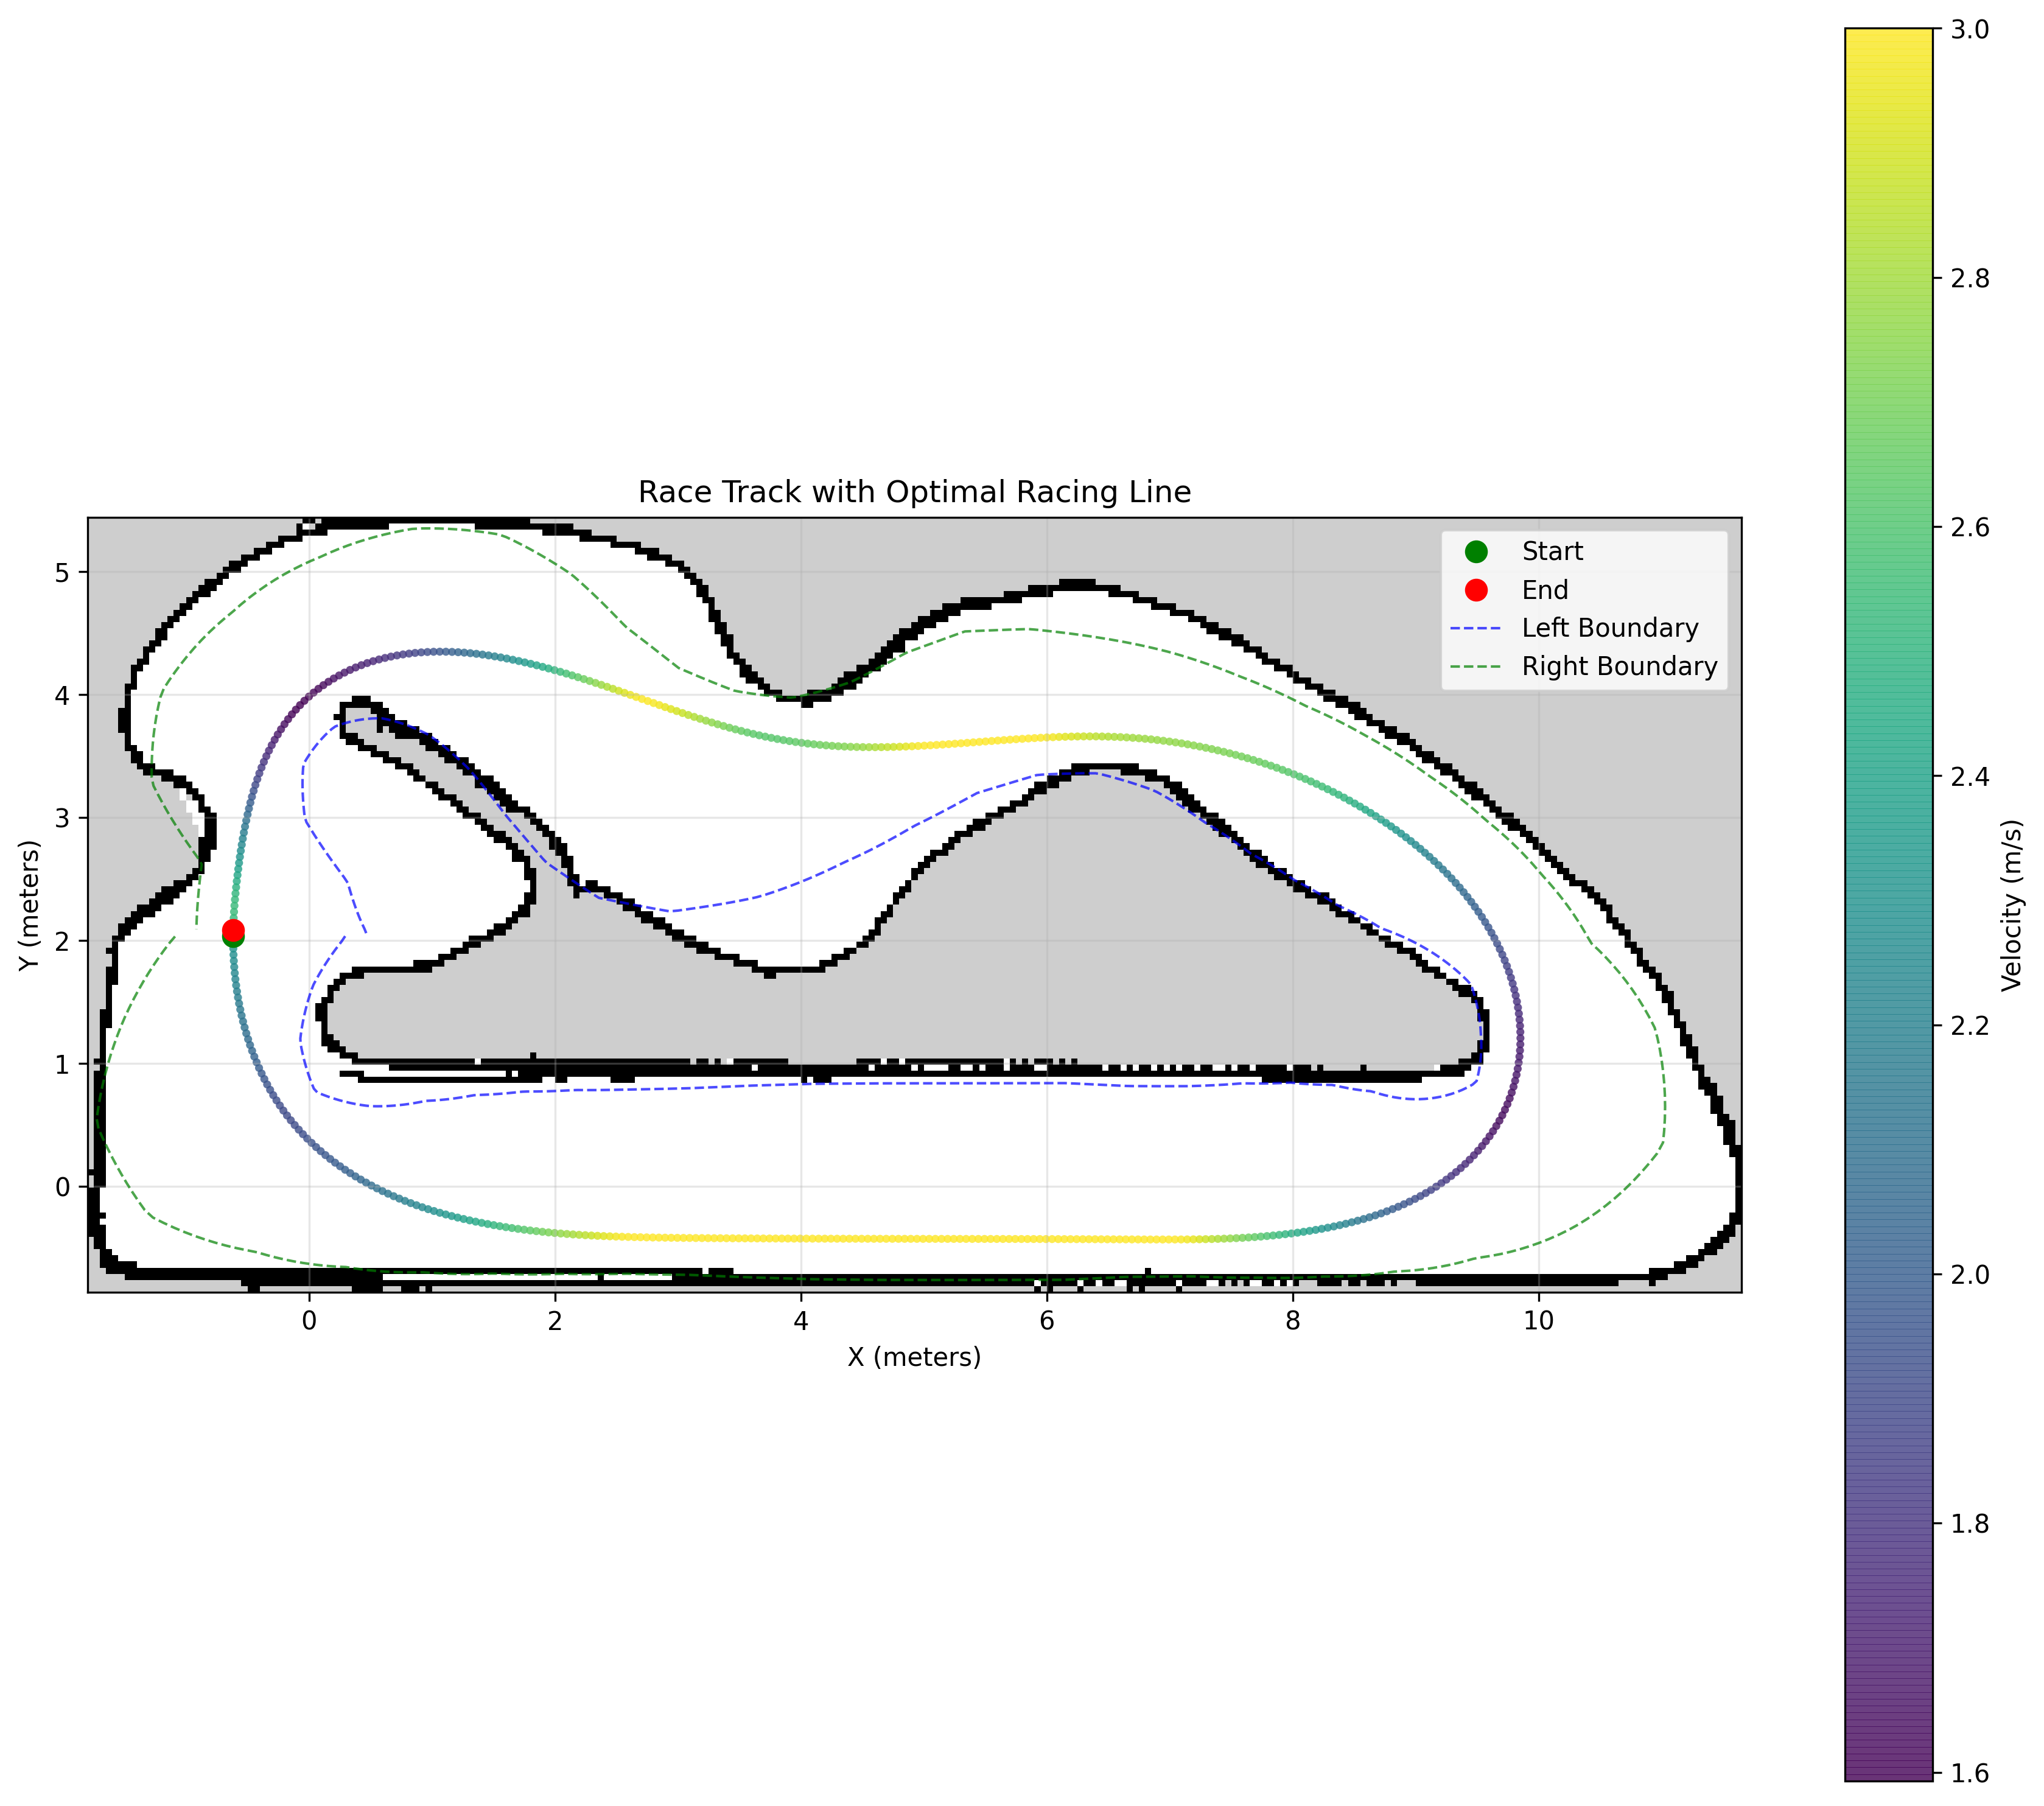 Race Track with Optimal Racing Line
Start
End
Left Boundary
Right Boundary
Y (meters)
5
4
3
2
1
0
0 2 4 6 8 10
X (meters)
3.0
2.8
2.6
2.4
2.2
2.0
1.8
1.6
Velocity (m/s)